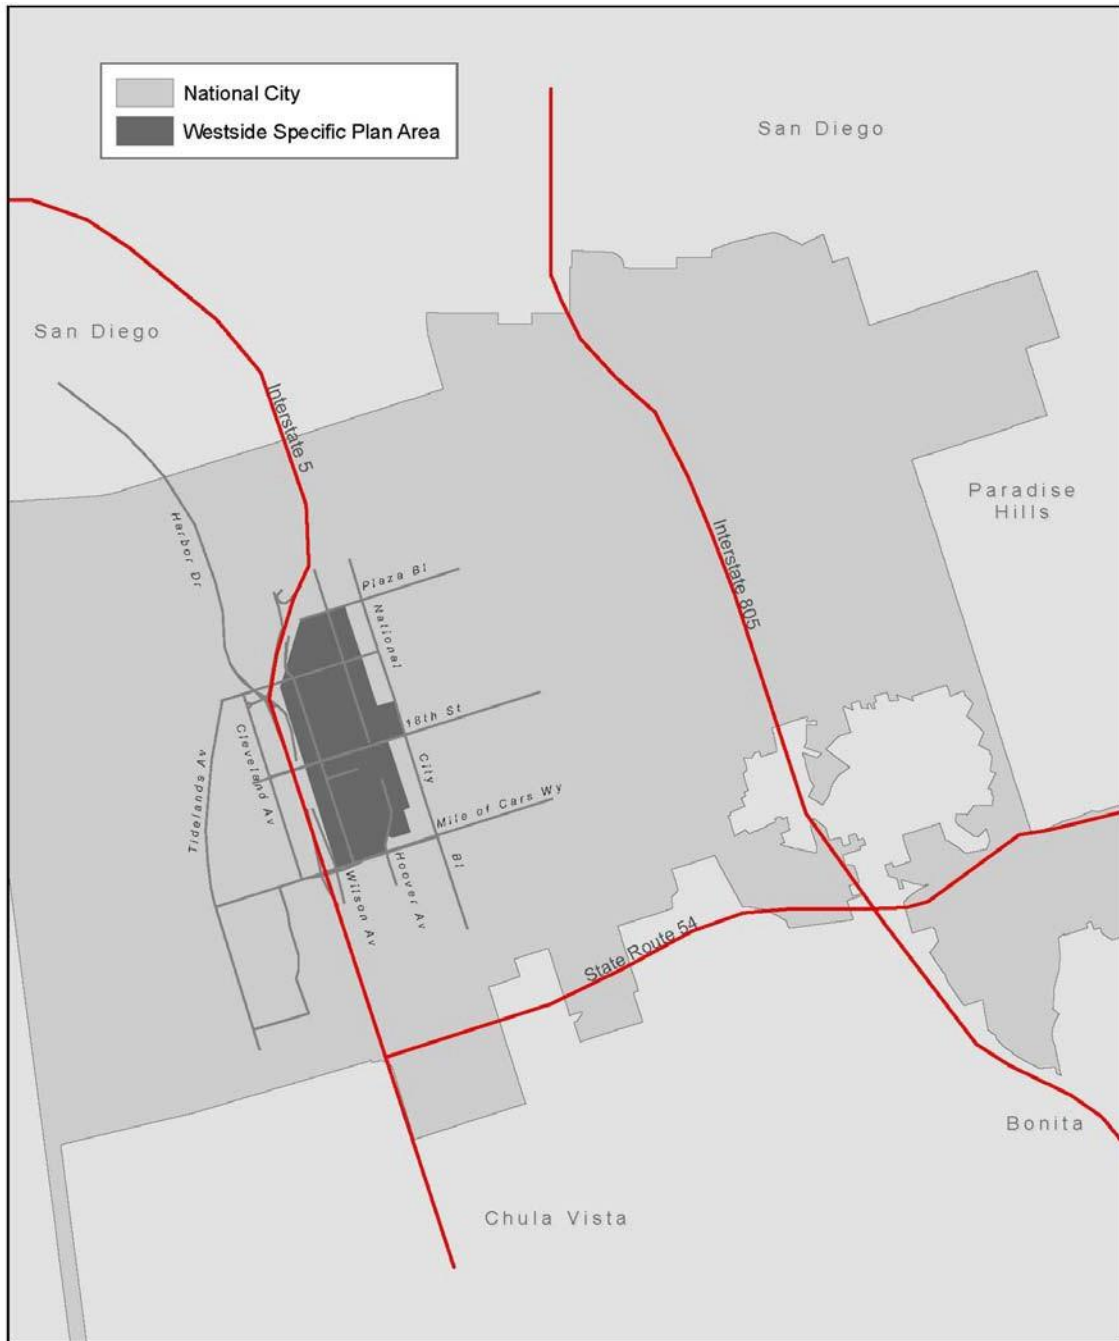 National City
Westside Specific Plan Area
San Diego
San Diego
Interstate 5
Paradise
Hills
Harbor Dr
Interstate 805
Plaza Bl
National
18th St
City
Cleveland Av
Tidelands Av
Mile of Cars Wy
Bl
Hoover Av
Wilson Av
State Route 54
Bonita
Chula Vista